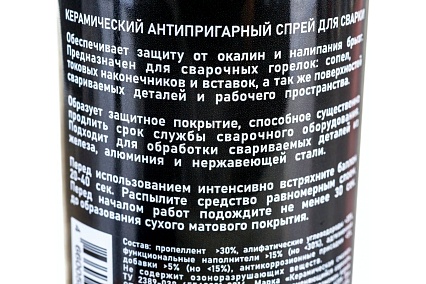 КЕРАМИЧЕСКИЙ АНТИПРИГАРНЫЙ СПРЕЙ ДЛЯ СВАРКИ
Обеспечивает защиту от окалин и налипания брызг.
Предназначен для сварочных горелок: сопел,
токовых наконечников и вставок, а так же поверхностей
свариваемых деталей и рабочего пространства.
Образует защитное покрытие, способное существенно
продлить срок службы сварочного оборудования.
Подходит для обработки свариваемых деталей из
железа, алюминия и нержавеющей стали.
Перед использованием интенсивно встряхните баллон
20-40 сек. Распылите средство равномерным слоем.
Перед началом работ подождите не менее 30 сек.
до образования сухого матового покрытия.
Состав: пропеллент >30%, алифатические углеводороды
функциональные наполнители >15% (но <30%),
добавки >5% (но <15%), антикоррозионные
Не содержит озоноразрушающих веществ.